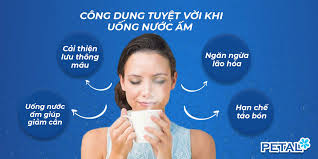 CÔNG DUNG TUYỆT VỜI KHI
UỐNG NƯỚC ẤM
Cải thiện
lưu thông
máu
Ngăn ngừa
lão hóa
Uống nước
ấm giúp
giảm cân
Hạn chế
táo bón
PETAL